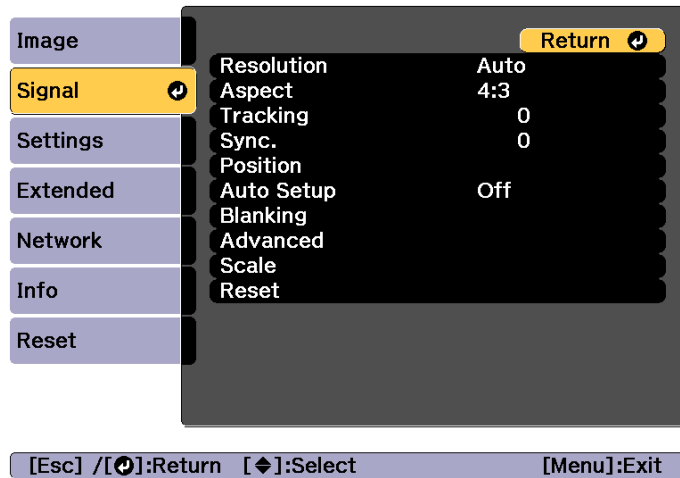 Image
Signal
Settings
Extended
Network
Info
Reset
Return
Resolution Auto
Aspect 4:3
Tracking 0
Sync. 0
Position
Auto Setup Off
Blanking
Advanced
Scale
Reset
[Esc] /[⏎]:Return [◆]:Select [Menu]:Exit